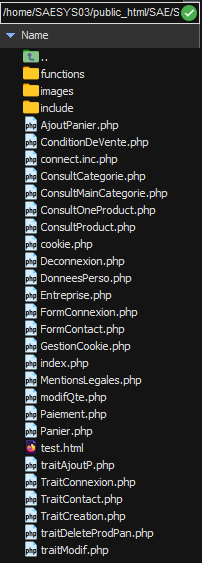 /home/SAESYS03/public_html/SAE/S
Name
..
functions
images
include
AjoutPanier.php
ConditionDeVente.php
connect.inc.php
ConsultCategorie.php
ConsultMainCategorie.php
ConsultOneProduct.php
ConsultProduct.php
cookie.php
Deconnexion.php
DonneesPerso.php
Entreprise.php
FormConnexion.php
FormContact.php
GestionCookie.php
index.php
MentionsLegales.php
modifQte.php
Paiement.php
Panier.php
test.html
traitAjoutP.php
TraitConnexion.php
TraitContact.php
TraitCreation.php
traitDeleteProdPan.php
traitModif.php